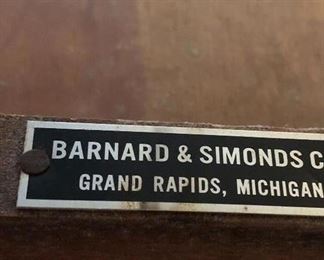 BARNARD & SIMONDS C
GRAND RAPIDS, MICHIGAN